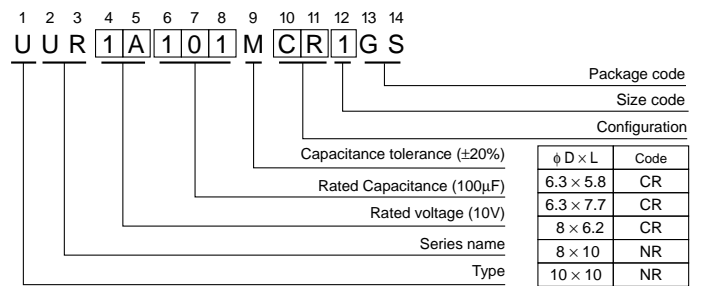 1 2 3 4 5 6 7 8 9 10 11 12 13 14
U U R 1 A 1 0 1 M C R 1 G S
Package code
Size code
Configuration
Capacitance tolerance (±20%)
Rated Capacitance (100µF)
Rated voltage (10V)
Series name
Type
ϕ D × L Code
6.3 × 5.8 CR
6.3 × 7.7 CR
8 × 6.2 CR
8 × 10 NR
10 × 10 NR